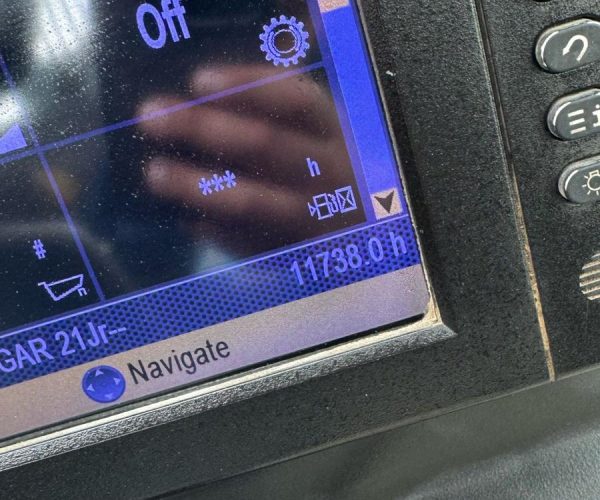 Off
h
***
#
n
11738.0 h
GAR 21Jr--
Navigate